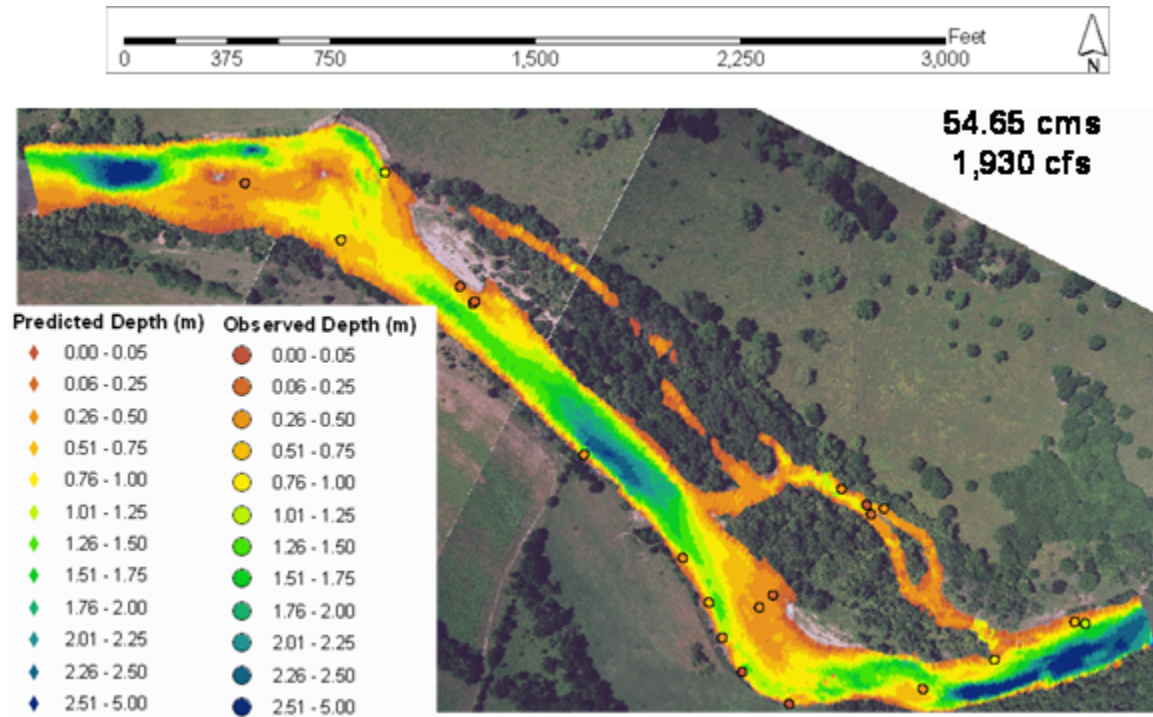 Feet
0 375 750 1,500 2,250 3,000
N
54.65 cms
1,930 cfs
Predicted Depth (m) Observed Depth (m)
0.00 - 0.05 0.00 - 0.05
0.06 - 0.25 0.06 - 0.25
0.26 - 0.50 0.26 - 0.50
0.51 - 0.75 0.51 - 0.75
0.76 - 1.00 0.76 - 1.00
1.01 - 1.25 1.01 - 1.25
1.26 - 1.50 1.26 - 1.50
1.51 - 1.75 1.51 - 1.75
1.76 - 2.00 1.76 - 2.00
2.01 - 2.25 2.01 - 2.25
2.26 - 2.50 2.26 - 2.50
2.51 - 5.00 2.51 - 5.00